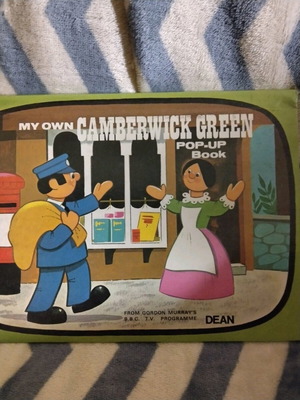 MY OWN CAMBERWICK GREEN
POP-UP
Book
FROM GORDON MURRAY'S
B.B.C. T.V. PROGRAMME
DEAN